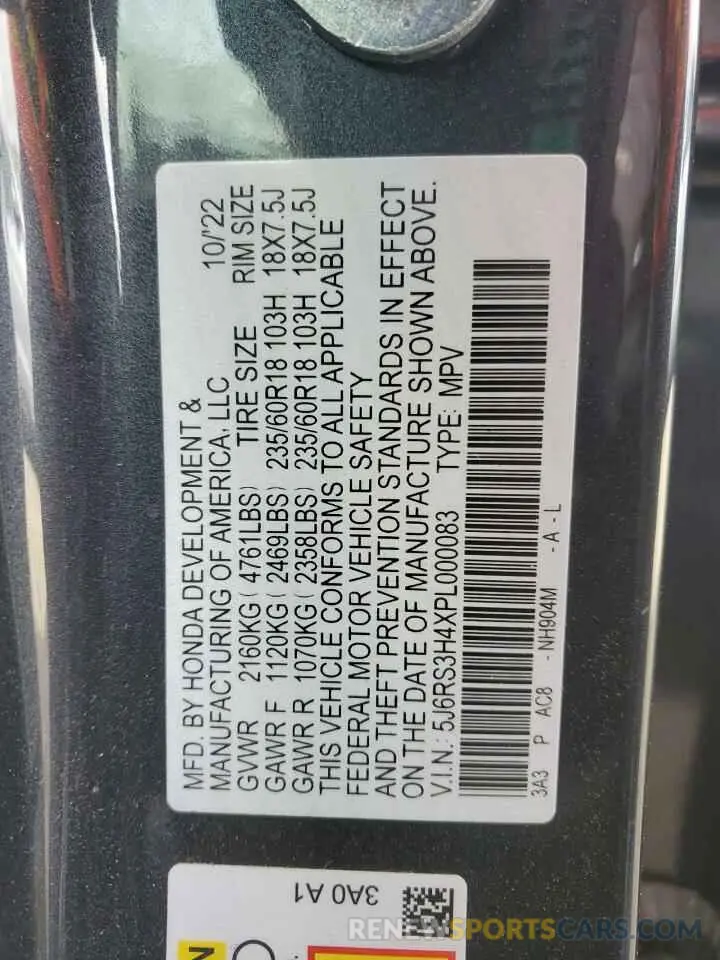 MFD. BY HONDA DEVELOPMENT &
MANUFACTURING OF AMERICA, LLC 10/'22
GVWR 2160KG( 4761LBS) TIRE SIZE RIM SIZE
GAWR F 1120KG( 2469LBS) 235/60R18 103H 18X7.5J
GAWR R 1070KG( 2358LBS) 235/60R18 103H 18X7.5J
THIS VEHICLE CONFORMS TO ALL APPLICABLE
FEDERAL MOTOR VEHICLE SAFETY
AND THEFT PREVENTION STANDARDS IN EFFECT
ON THE DATE OF MANUFACTURE SHOWN ABOVE.
V.I.N.: 5J6RS3H4XPL000083 TYPE: MPV
3A3 P AC8 - NH904M - A - L
3A0 A1
N
RENEWSPORTSCARS.COM